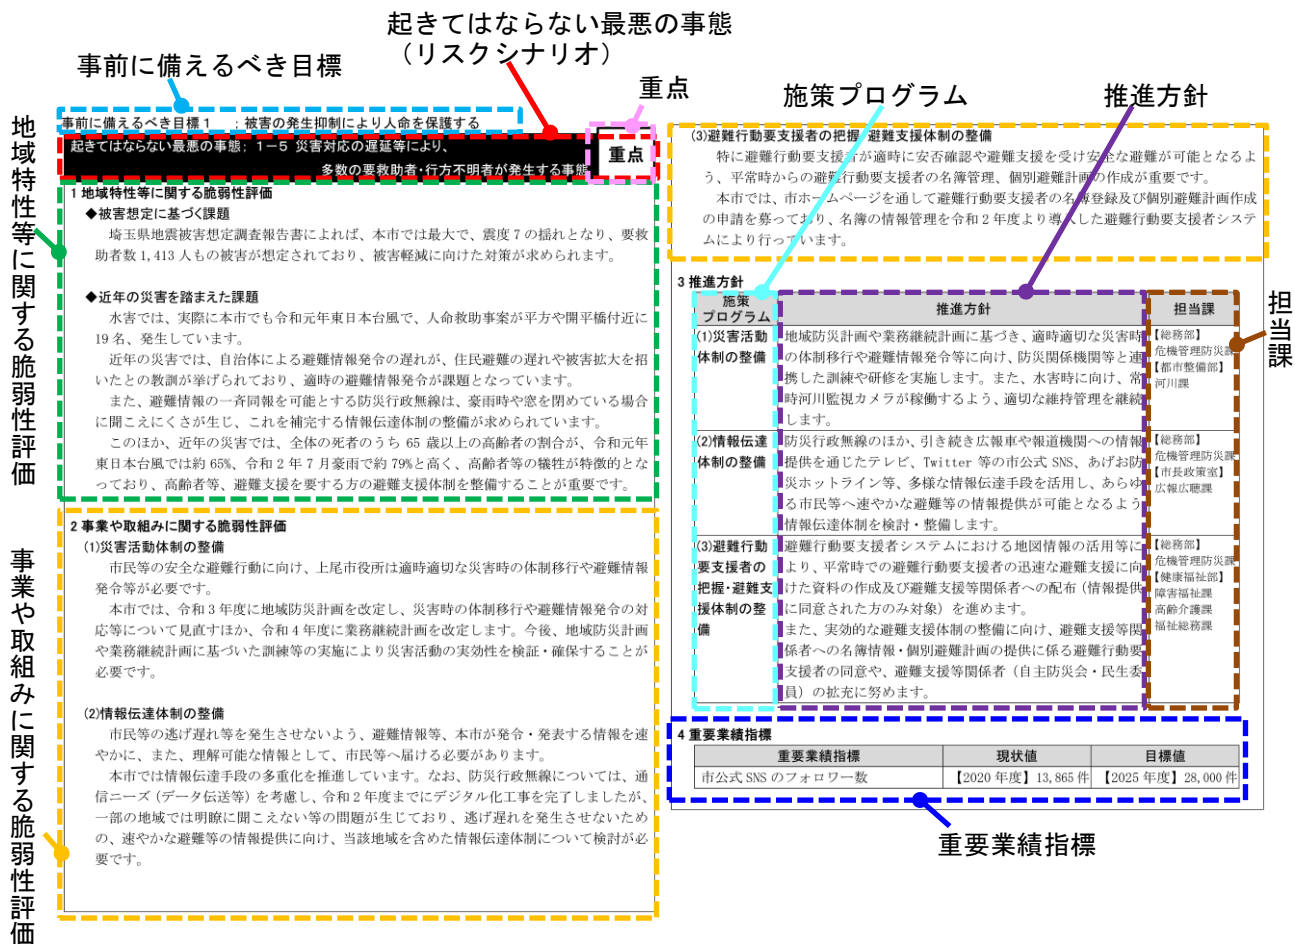 起きてはならない最悪の事態
（リスクシナリオ）
事前に備えるべき目標
重点
施策プログラム
推進方針
地域特性等に関する脆弱性評価
事業や取組みに関する脆弱性評価
事前に備えるべき目標１　；被害の発生抑制により人命を保護する
起きてはならない最悪の事態：１－５ 災害対応の遅延等により、
多数の要救助者・行方不明者が発生する事態
重点
1 地域特性等に関する脆弱性評価
◆被害想定に基づく課題
埼玉県地震被害想定調査報告書によれば、本市では最大で、震度７の揺れとなり、要救
助者数 1,413 人もの被害が想定されており、被害軽減に向けた対策が求められます。
◆近年の災害を踏まえた課題
水害では、実際に本市でも令和元年東日本台風で、人命救助事案が平方や開平橋付近に
19 名、発生しています。
近年の災害では、自治体による避難情報発令の遅れが、住民避難の遅れや被害拡大を招
いたとの教訓が挙げられており、適時の避難情報発令が課題となっています。
また、避難情報の一斉同報を可能とする防災行政無線は、豪雨時や窓を閉めている場合
に聞こえにくさが生じ、これを補完する情報伝達体制の整備が求められています。
このほか、近年の災害では、全体の死者のうち 65 歳以上の高齢者の割合が、令和元年
東日本台風では約 65%、令和２年７月豪雨で約 79%と高く、高齢者等の犠牲が特徴的とな
っており、高齢者等、避難支援を要する方の避難支援体制を整備することが重要です。
2 事業や取組みに関する脆弱性評価
(1)災害活動体制の整備
市民等の安全な避難行動に向け、上尾市役所は適時適切な災害時の体制移行や避難情報
発令等が必要です。
本市では、令和３年度に地域防災計画を改定し、災害時の体制移行や避難情報発令の対
応等について見直すほか、令和４年度に業務継続計画を改定します。今後、地域防災計画
や業務継続計画に基づいた訓練等の実施により災害活動の実効性を検証・確保することが
必要です。
(2)情報伝達体制の整備
市民等の逃げ遅れ等を発生させないよう、避難情報等、本市が発令・発表する情報を速
やかに、また、理解可能な情報として、市民等へ届ける必要があります。
本市では情報伝達手段の多重化を推進しています。なお、防災行政無線については、通
信ニーズ（データ伝送等）を考慮し、令和２年度までにデジタル化工事を完了しましたが、
一部の地域では明瞭に聞こえない等の問題が生じており、逃げ遅れを発生させないため
の、速やかな避難等の情報提供に向け、当該地域を含めた情報伝達体制について検討が必
要です。
(3)避難行動要支援者の把握・避難支援体制の整備
特に避難行動要支援者が適時に安否確認や避難支援を受け安全な避難が可能となるよ
う、平常時からの避難行動要支援者の名簿管理、個別避難計画の作成が重要です。
本市では、市ホームページを通して避難行動要支援者の名簿登録及び個別避難計画作成
の申請を募っており、名簿の情報管理を令和２年度より導入した避難行動要支援者システ
ムにより行っています。
3 推進方針
施策
プログラム
推進方針
担当課
(1)災害活動
体制の整備
地域防災計画や業務継続計画に基づき、適時適切な災害時
の体制移行や避難情報発令等に向け、防災関係機関等と連
携した訓練や研修を実施します。また、水害時に向け、常
時河川監視カメラが稼働するよう、適切な維持管理を継続
します。
【総務部】
危機管理防災課
【都市整備部】
河川課
(2)情報伝達
体制の整備
防災行政無線のほか、引き続き広報車や報道機関への情報
提供を通じたテレビ、Twitter 等の市公式 SNS、あげお防
災ホットライン等、多様な情報伝達手段を活用し、あらゆ
る市民等へ速やかな避難等の情報提供が可能となるよう
情報伝達体制を検討・整備します。
【総務部】
危機管理防災課
【市長政策室】
広報広聴課
(3)避難行動
要支援者の
把握・避難支
援体制の整
備
避難行動要支援者システムにおける地図情報の活用等に
より、平常時での避難行動要支援者の迅速な避難支援に向
けた資料の作成及び避難支援等関係者への配布（情報提供
に同意された方のみ対象）を進めます。
また、実効的な避難支援体制の整備に向け、避難支援等関
係者への名簿情報・個別避難計画の提供に係る避難行動要
支援者の同意や、避難支援等関係者（自主防災会・民生委
員）の拡充に努めます。
【総務部】
危機管理防災課
【健康福祉部】
障害福祉課
高齢介護課
福祉総務課
担当課
4 重要業績指標
重要業績指標
現状値
目標値
市公式 SNS のフォロワー数
【2020 年度】13,865 件
【2025 年度】28,000 件
重要業績指標